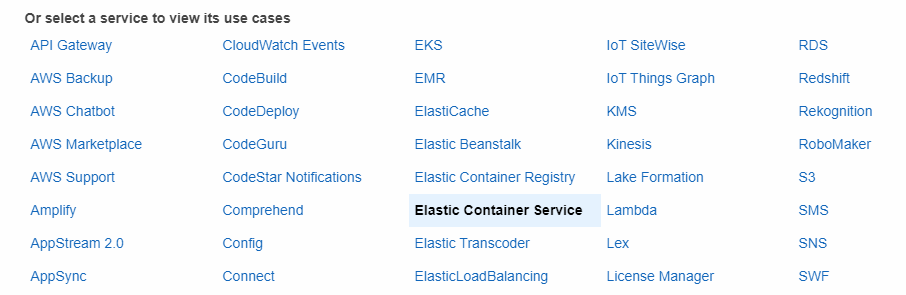 Or select a service to view its use cases
API Gateway CloudWatch Events EKS IoT SiteWise RDS
AWS Backup CodeBuild EMR IoT Things Graph Redshift
AWS Chatbot CodeDeploy ElastiCache KMS Rekognition
AWS Marketplace CodeGuru Elastic Beanstalk Kinesis RoboMaker
AWS Support CodeStar Notifications Elastic Container Registry Lake Formation S3
Amplify Comprehend Elastic Container Service Lambda SMS
AppStream 2.0 Config Elastic Transcoder Lex SNS
AppSync Connect ElasticLoadBalancing License Manager SWF